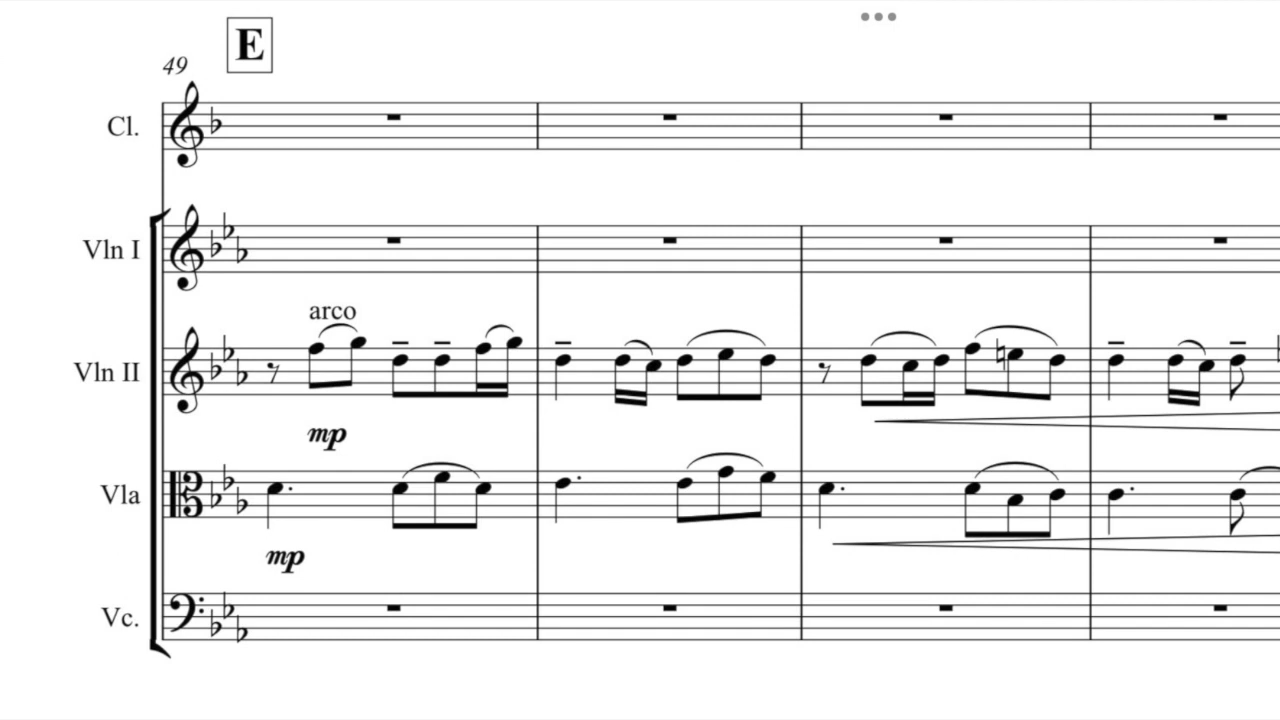 E
49
Cl.
Vln I
arco
Vln II
mp
Vla
mp
Vc.